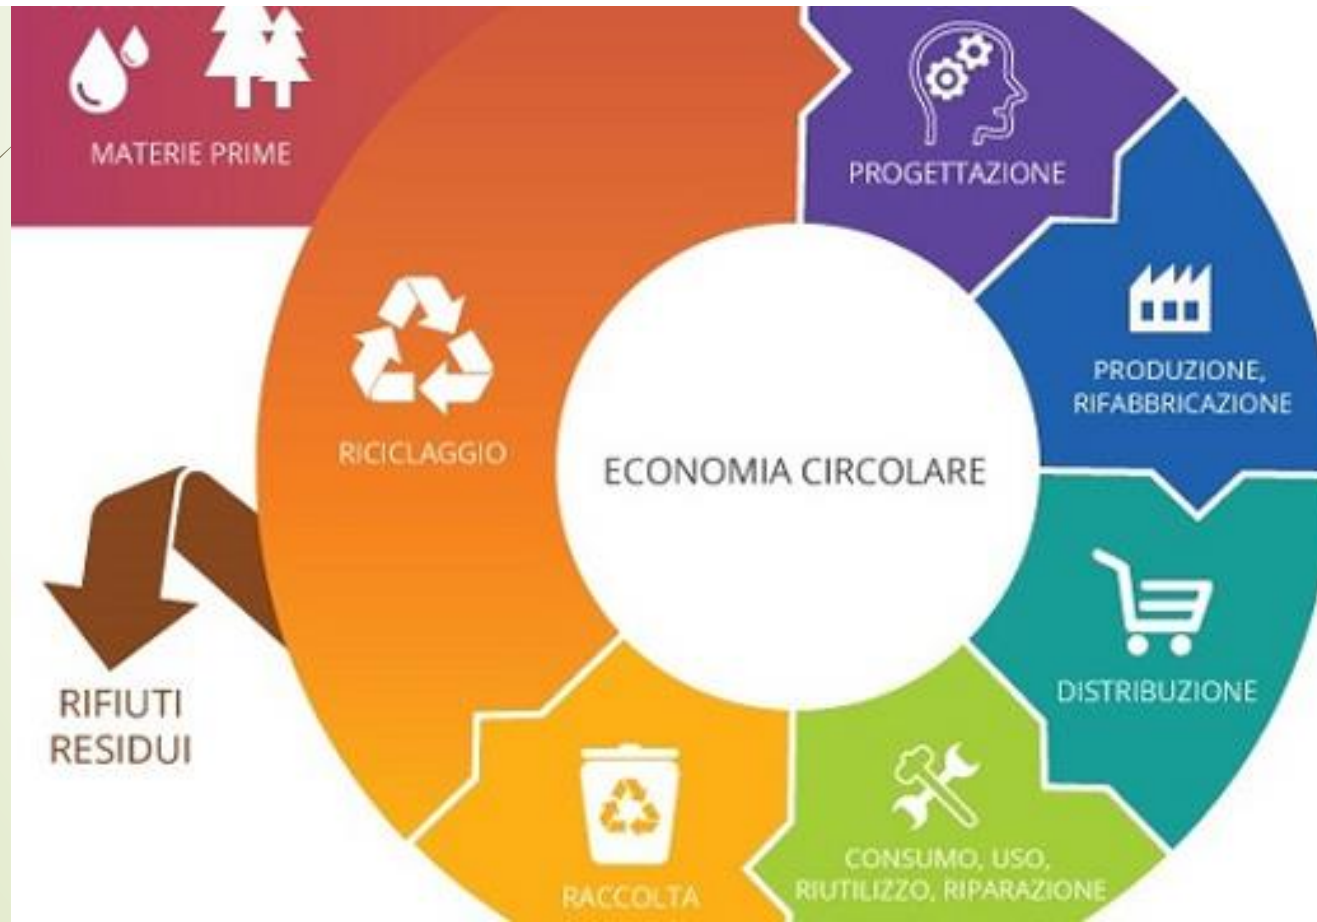 MATERIE PRIME
PROGETTAZIONE
PRODUZIONE,
RIFABBRICAZIONE
DISTRIBUZIONE
CONSUMO, USO,
RIUTILIZZO, RIPARAZIONE
RACCOLTA
RICICLAGGIO
ECONOMIA CIRCOLARE
RIFIUTI
RESIDUI